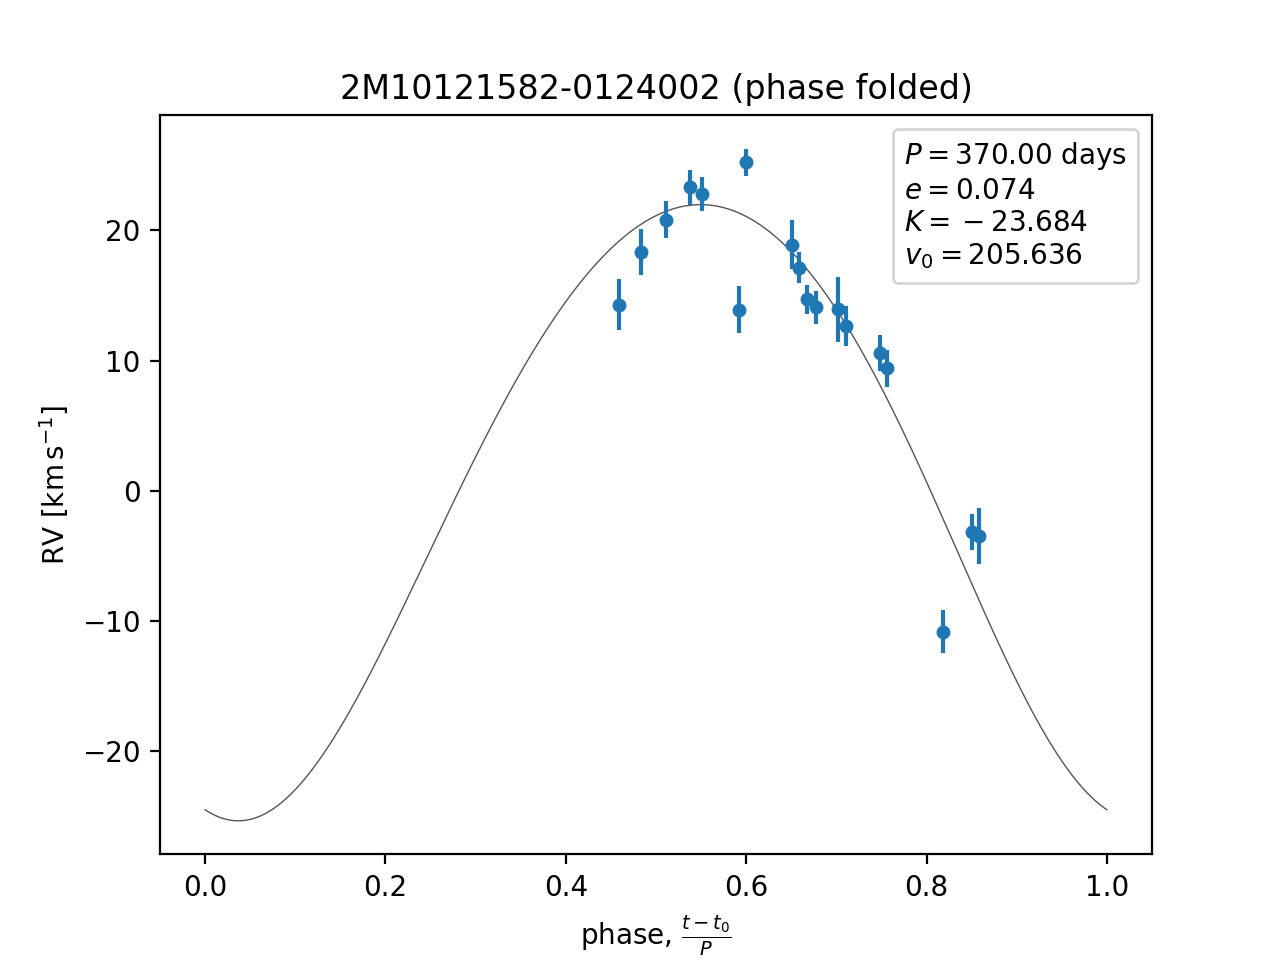 2M10121582-0124002 (phase folded)
P = 370.00 days
e = 0.074
K = −23.684
v₀ = 205.636
RV [km s⁻¹]
20
10
0
−10
−20
0.0 0.2 0.4 0.6 0.8 1.0
phase, (t − t₀)/P